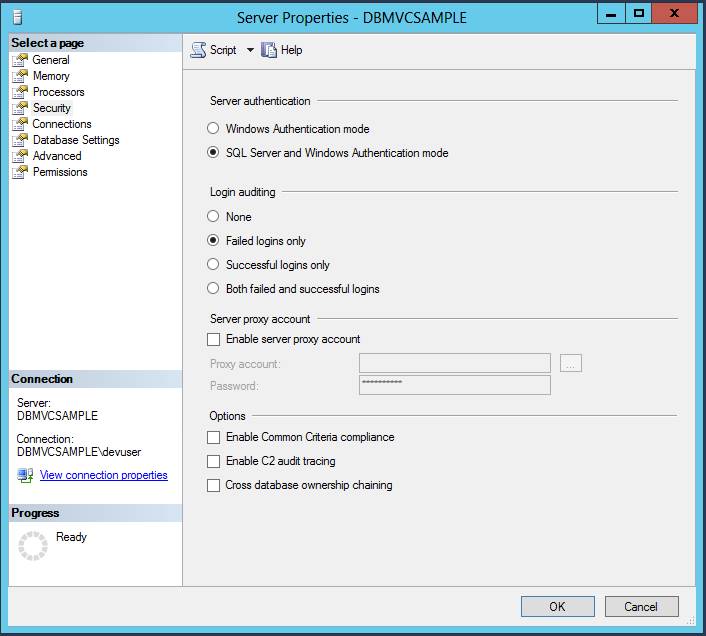 Server Properties - DBMVCSAMPLE
Select a page
General
Memory
Processors
Security
Connections
Database Settings
Advanced
Permissions
Connection
Server:
DBMVCSAMPLE
Connection:
DBMVCSAMPLE\devuser
View connection properties
Progress
Ready
Script Help
Server authentication
Windows Authentication mode
SQL Server and Windows Authentication mode
Login auditing
None
Failed logins only
Successful logins only
Both failed and successful logins
Server proxy account
Enable server proxy account
Proxy account: ...
Password: **********
Options
Enable Common Criteria compliance
Enable C2 audit tracing
Cross database ownership chaining
OK Cancel